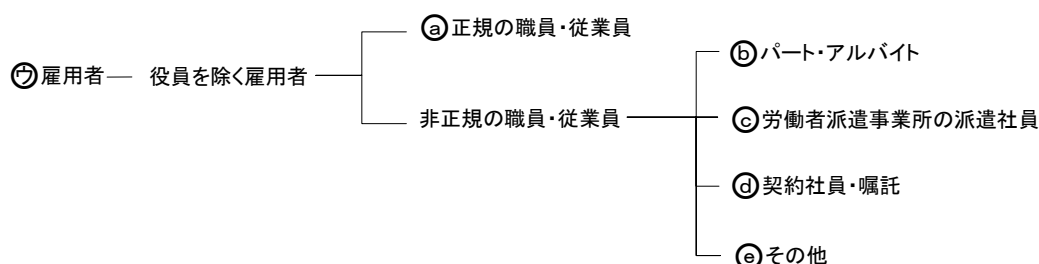 ⓐ正規の職員・従業員
㋒雇用者
役員を除く雇用者
非正規の職員・従業員
ⓑパート・アルバイト
ⓒ労働者派遣事業所の派遣社員
ⓓ契約社員・嘱託
ⓔその他